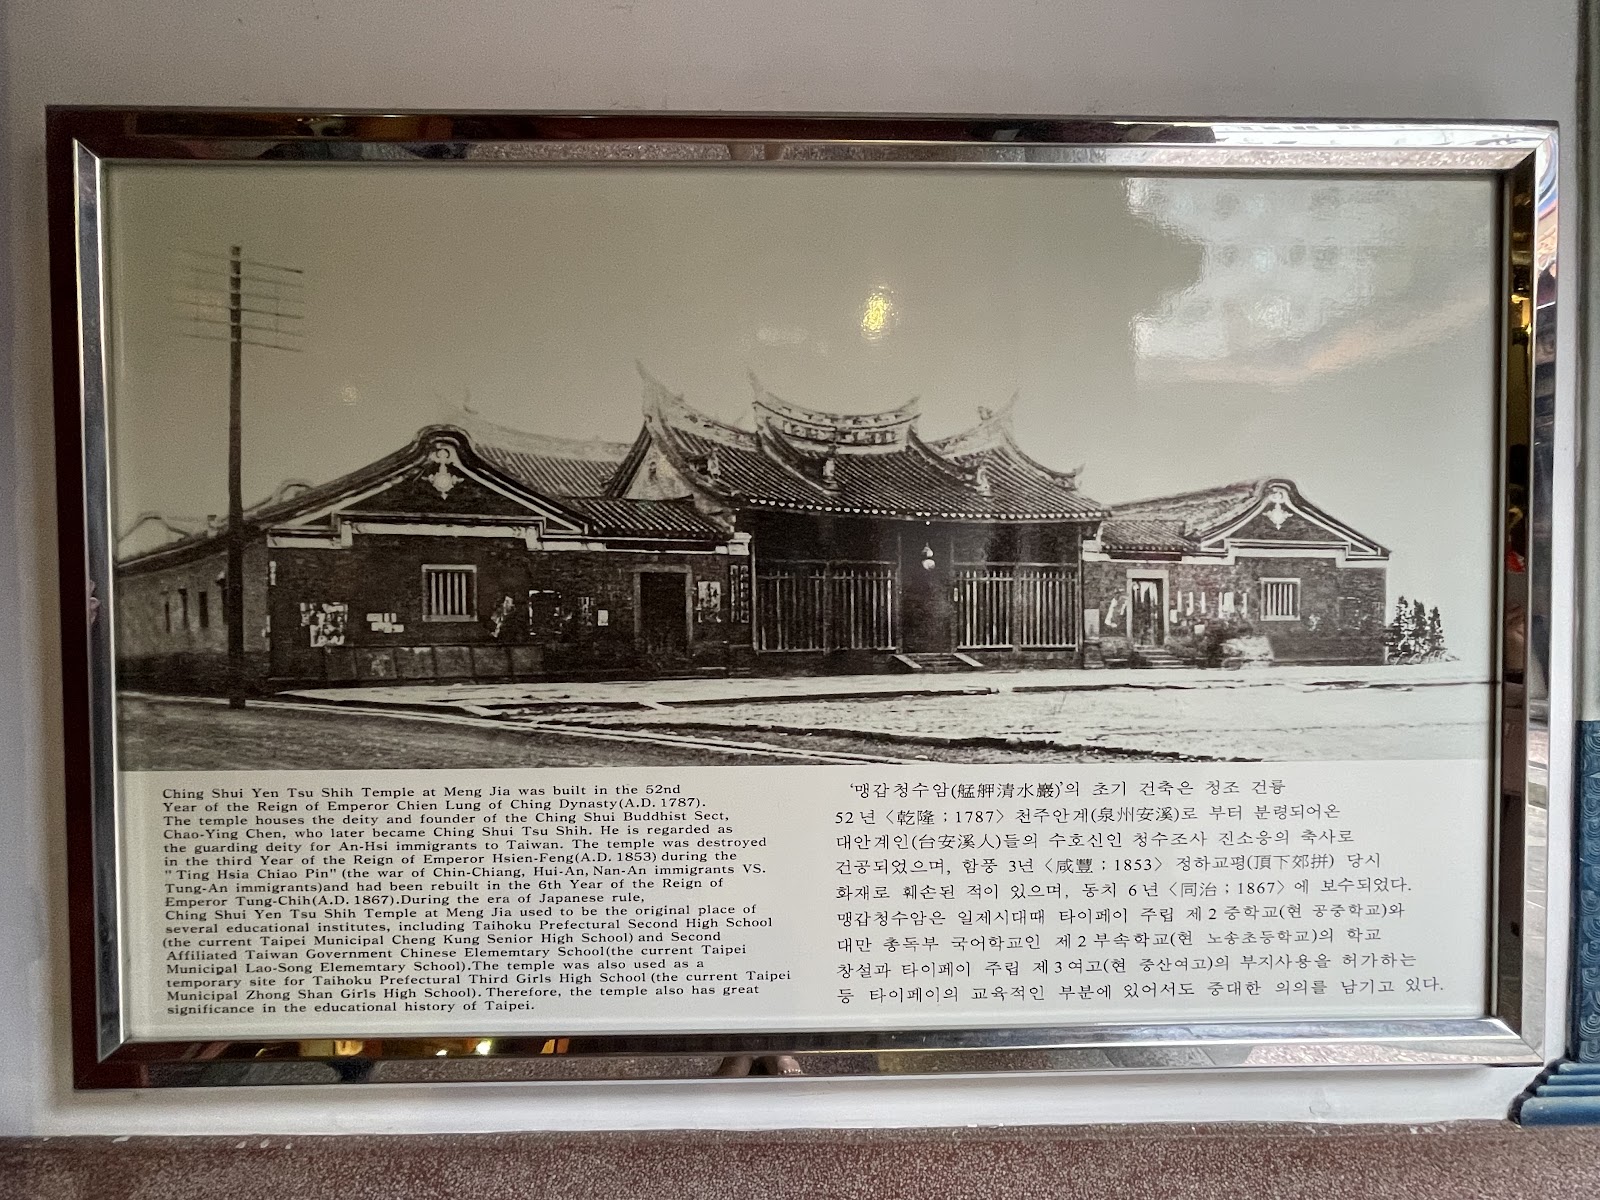 Ching Shui Yen Tsu Shih Temple at Meng Jia was built in the 52nd
Year of the Reign of Emperor Chien Lung of Ching Dynasty(A.D. 1787).
The temple houses the deity and founder of the Ching Shui Buddhist Sect,
Chao-Ying Chen, who later became Ching Shui Tsu Shih. He is regarded as
the guarding deity for An-Hsi immigrants to Taiwan. The temple was destroyed
in the third Year of the Reign of Emperor Hsien-Feng(A.D. 1853) during the
"Ting Hsia Chiao Pin" (the war of Chin-Chiang, Hui-An, Nan-An immigrants VS.
Tung-An immigrants)and had been rebuilt in the 6th Year of the Reign of
Emperor Tung-Chih(A.D. 1867).During the era of Japanese rule,
Ching Shui Yen Tsu Shih Temple at Meng Jia used to be the original place of
several educational institutes, including Taihoku Prefectural Second High School
(the current Taipei Municipal Cheng Kung Senior High School) and Second
Affiliated Taiwan Government Chinese Elememtary School(the current Taipei
Municipal Lao-Song Elememtary School).The temple was also used as a
temporary site for Taihoku Prefectural Third Girls High School (the current Taipei
Municipal Zhong Shan Girls High School). Therefore, the temple also has great
significance in the educational history of Taipei.
'맹갑청수암(艋舺清水巖)'의 초기 건축은 청조 건륭
52년〈乾隆；1787〉천주안계(泉州安溪)로 부터 분령되어온
대안계인(台安溪人)들의 수호신인 청수조사 진소응의 축사로
건공되었으며, 함풍 3년〈咸豐；1853〉정하교평(頂下郊拼) 당시
화재로 훼손된 적이 있으며, 동치 6년〈同治；1867〉에 보수되었다.
맹갑청수암은 일제시대때 타이페이 주립 제2중학교(현 공중학교)와
대만 총독부 국어학교인 제2부속학교(현 노송초등학교)의 학교
창설과 타이페이 주립 제3여고(현 중산여고)의 부지사용을 허가하는
등 타이페이의 교육적인 부분에 있어서도 중대한 의의를 남기고 있다.